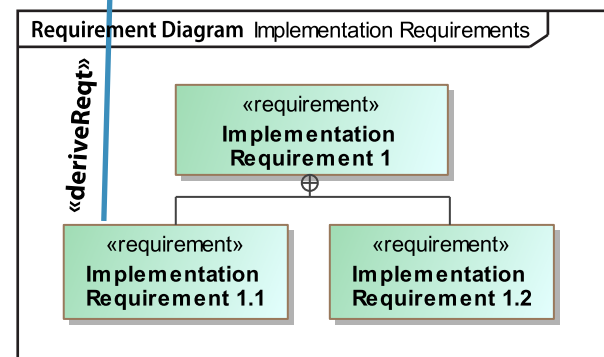 Requirement Diagram Implementation Requirements
«deriveReqt»
«requirement»
Implementation
Requirement 1
«requirement»
Implementation
Requirement 1.1
«requirement»
Implementation
Requirement 1.2